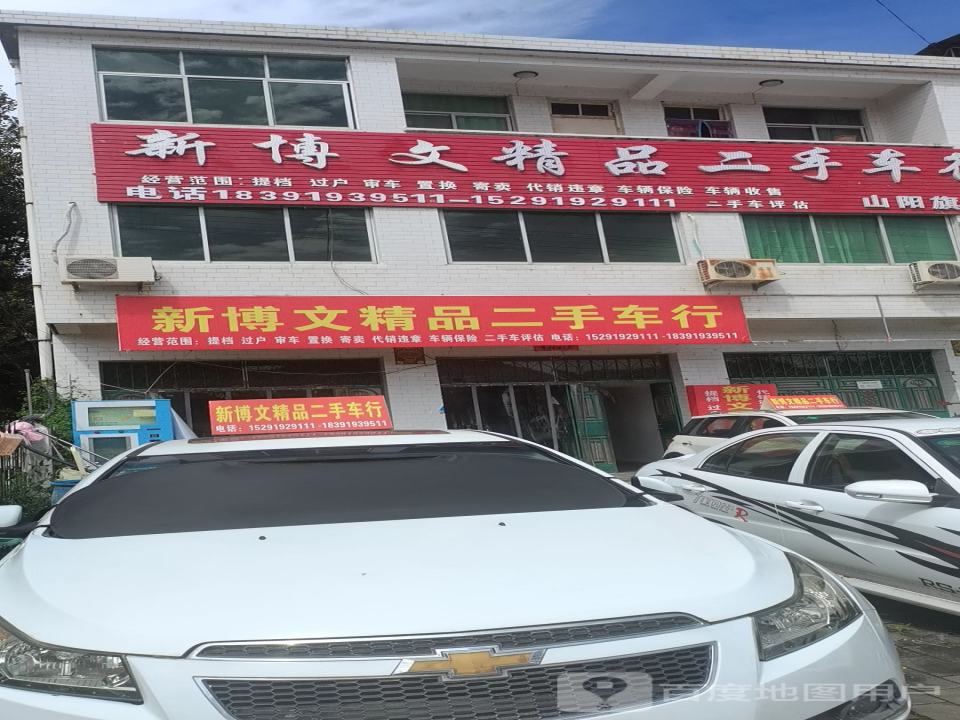 新博文精品二手车行
经营范围：提档 过户 审车 置换 寄卖 代销违章 车辆保险 车辆收售
电话18391939511—15291929111 二手车评估 山阳旗
新博文精品二手车行
经营范围：提档 过户 审车 置换 寄卖 代销违章 车辆保险 二手车评估 电话：15291929111-18391939511
新博文精品二手车行
电话：15291929111-18391939511
提档
新博文
过
代
新博文精品二手车行
R
RS
百度地图用户